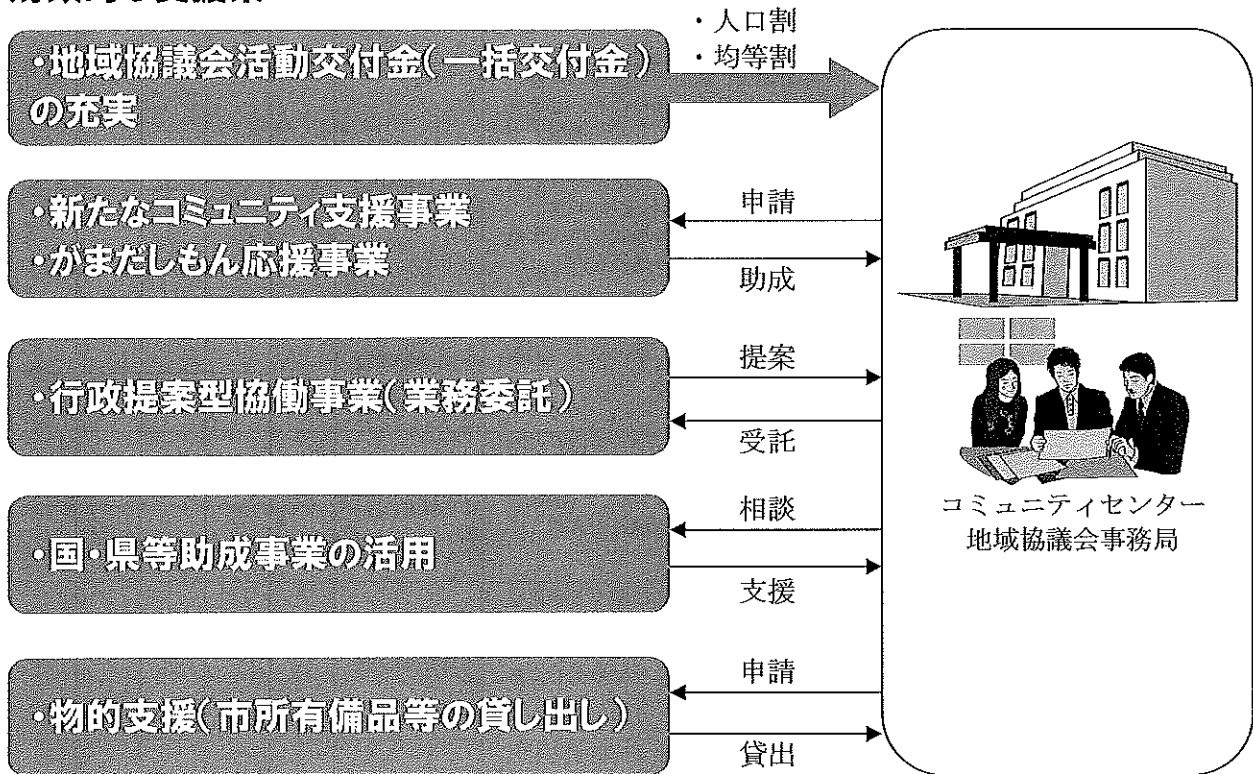 ・地域協議会活動交付金(一括交付金)
の充実
・人口割
・均等割
・新たなコミュニティ支援事業
・がまだしもん応援事業
申請
助成
・行政提案型協働事業(業務委託)
提案
受託
・国・県等助成事業の活用
相談
支援
・物的支援(市所有備品等の貸し出し)
申請
貸出
コミュニティセンター
地域協議会事務局